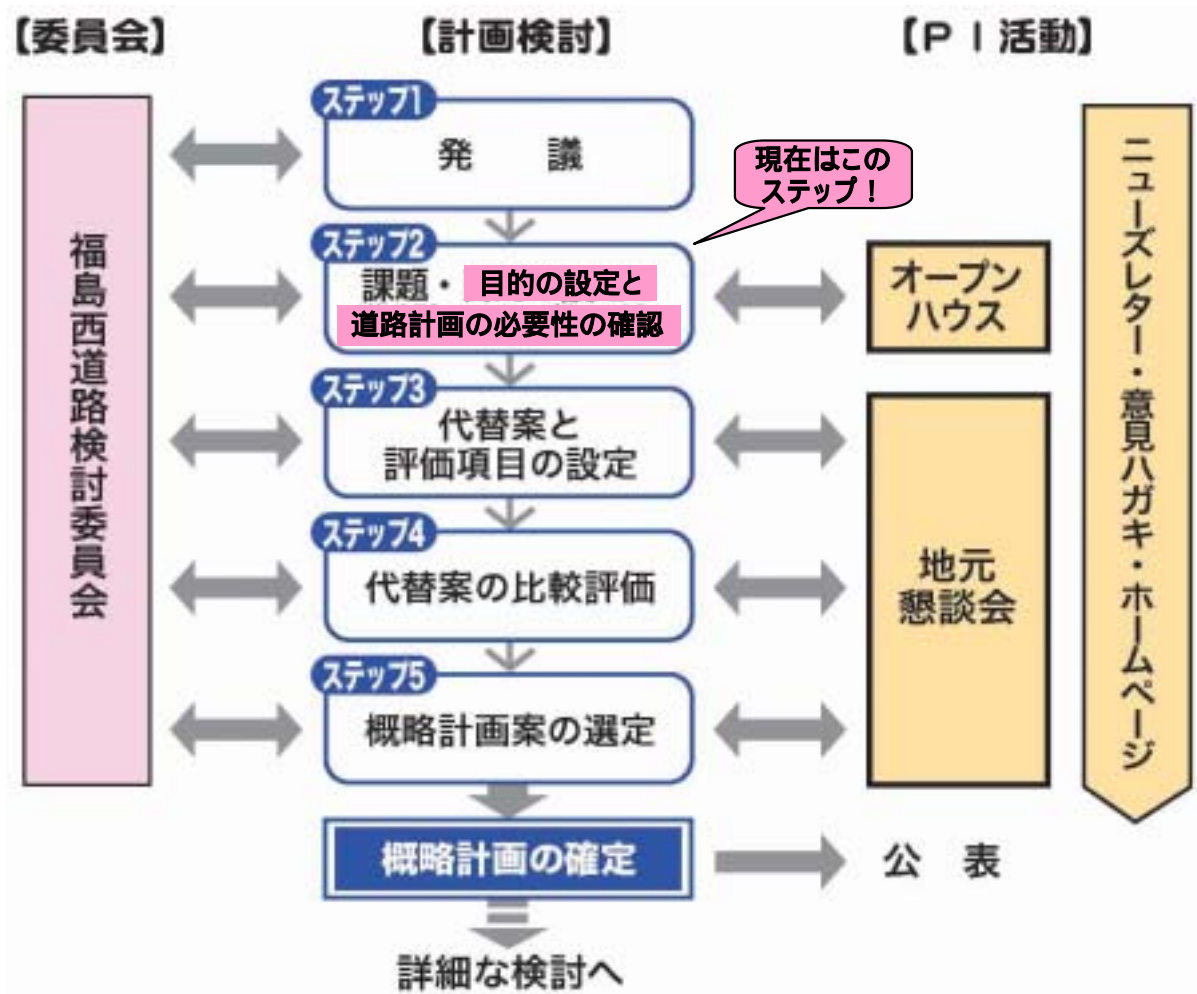 【委員会】
【計画検討】
【ＰＩ活動】
福島西道路検討委員会
ステップ1
発　議
現在はこの
ステップ！
ステップ2
課題・目的の設定と
道路計画の必要性の確認
オープン
ハウス
ステップ3
代替案と
評価項目の設定
ステップ4
代替案の比較評価
地元
懇談会
ステップ5
概略計画案の選定
ニューズレター・意見ハガキ・ホームページ
概略計画の確定
公　表
詳細な検討へ